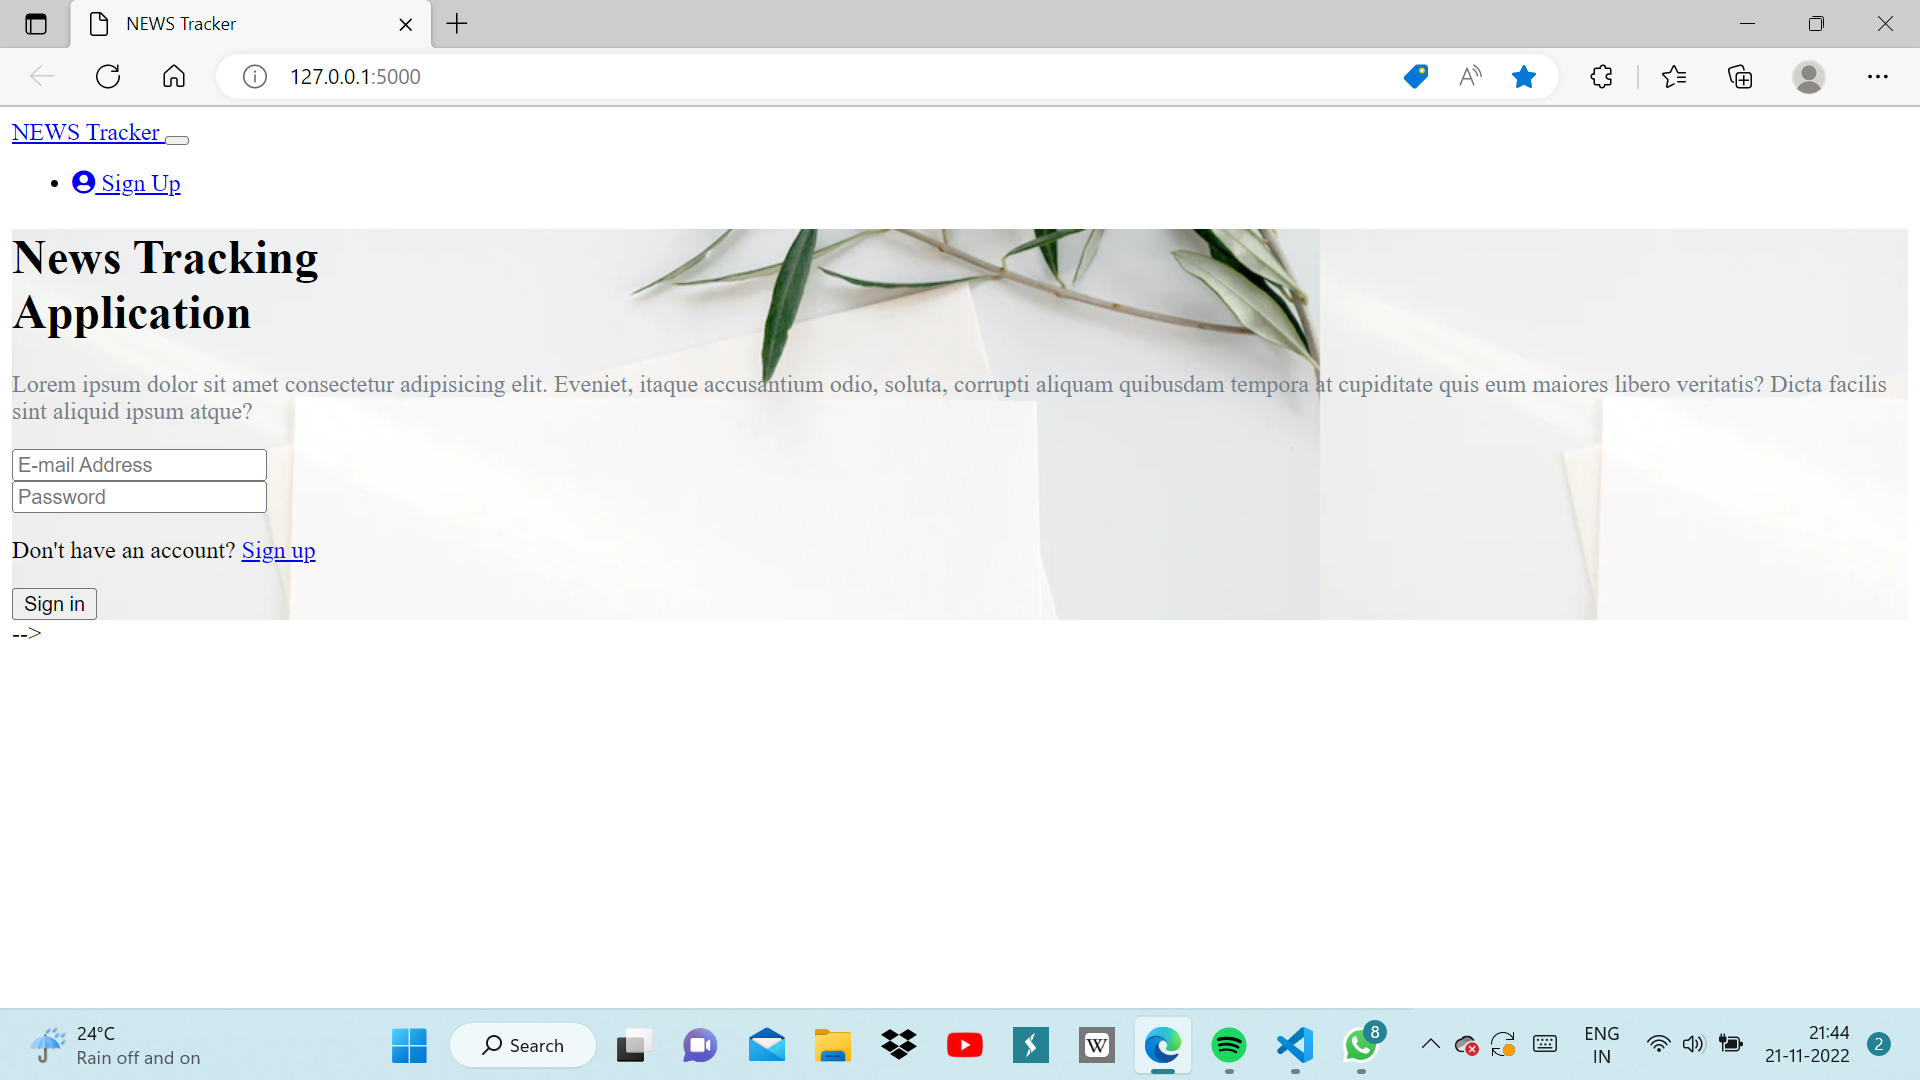 NEWS Tracker
127.0.0.1:5000
NEWS Tracker
Sign Up
News Tracking
Application
Lorem ipsum dolor sit amet consectetur adipisicing elit. Eveniet, itaque accusantium odio, soluta, corrupti aliquam quibusdam tempora at cupiditate quis eum maiores libero veritatis? Dicta facilis
sint aliquid ipsum atque?
E-mail Address
Password
Don't have an account? Sign up
Sign in
-->
24°C
Rain off and on
Search
W
8
ENG
IN
21:44
21-11-2022
2